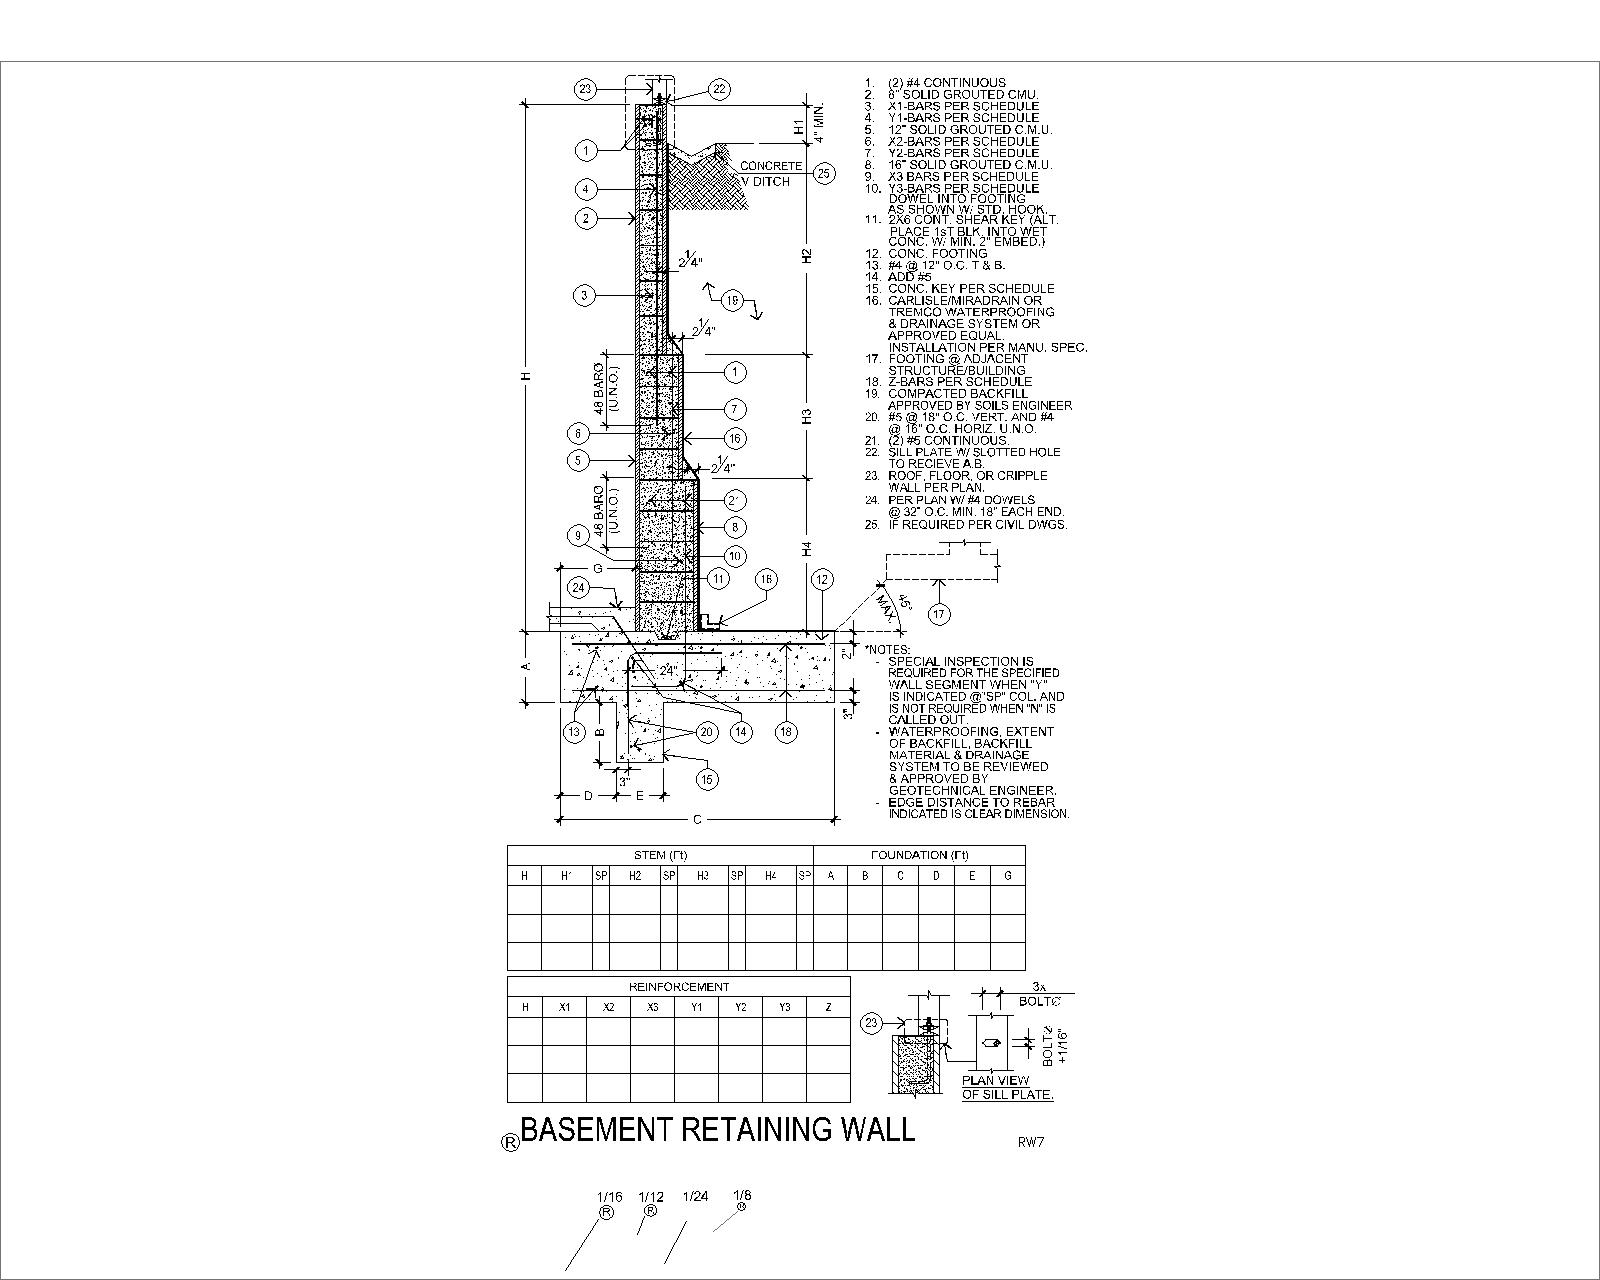 23
22
H1
4" MIN.
1
CONCRETE
V DITCH
25
4
2
H2
2 1/4"
3
19
2 1/4"
H
48 BARO
(U.N.O.)
1
7
H3
6
16
5
2 1/4"
48 BARO
(U.N.O.)
21
8
9
10
H4
G
11
16
12
24
45°
MAX.
17
A
24"
2"
3"
13
B
20
14
18
3"
15
D
E
C
1. (2) #4 CONTINUOUS
2. 8" SOLID GROUTED CMU.
3. X1-BARS PER SCHEDULE
4. Y1-BARS PER SCHEDULE
5. 12" SOLID GROUTED C.M.U.
6. X2-BARS PER SCHEDULE
7. Y2-BARS PER SCHEDULE
8. 16" SOLID GROUTED C.M.U.
9. X3 BARS PER SCHEDULE
10. Y3-BARS PER SCHEDULE
DOWEL INTO FOOTING
AS SHOWN W/ STD. HOOK.
11. 2X6 CONT. SHEAR KEY (ALT.
PLACE 1sT BLK. INTO WET
CONC. W/ MIN. 2" EMBED.)
12. CONC. FOOTING
13. #4 @ 12" O.C. T & B.
14. ADD #5
15. CONC. KEY PER SCHEDULE
16. CARLISLE/MIRADRAIN OR
TREMCO WATERPROOFING
& DRAINAGE SYSTEM OR
APPROVED EQUAL.
INSTALLATION PER MANU. SPEC.
17. FOOTING @ ADJACENT
STRUCTURE/BUILDING
18. Z-BARS PER SCHEDULE
19. COMPACTED BACKFILL
APPROVED BY SOILS ENGINEER
20. #5 @ 18" O.C. VERT. AND #4
@ 16" O.C. HORIZ. U.N.O.
21. (2) #5 CONTINUOUS.
22. SILL PLATE W/ SLOTTED HOLE
TO RECIEVE A.B.
23. ROOF, FLOOR, OR CRIPPLE
WALL PER PLAN.
24. PER PLAN W/ #4 DOWELS
@ 32" O.C. MIN. 18" EACH END.
25. IF REQUIRED PER CIVIL DWGS.
*NOTES:
- SPECIAL INSPECTION IS
REQUIRED FOR THE SPECIFIED
WALL SEGMENT WHEN "Y"
IS INDICATED @"SP" COL. AND
IS NOT REQUIRED WHEN "N" IS
CALLED OUT.
- WATERPROOFING, EXTENT
OF BACKFILL, BACKFILL
MATERIAL & DRAINAGE
SYSTEM TO BE REVIEWED
& APPROVED BY
GEOTECHNICAL ENGINEER.
- EDGE DISTANCE TO REBAR
INDICATED IS CLEAR DIMENSION.
STEM (Ft) FOUNDATION (Ft)
H H1 SP H2 SP H3 SP H4 SP A B C D E G
REINFORCEMENT
H X1 X2 X3 Y1 Y2 Y3 Z
23
3x
BOLT∅
BOLT∅
+1/16"
PLAN VIEW
OF SILL PLATE.
® BASEMENT RETAINING WALL
RW7
1/16 1/12 1/24 1/8
® ® ®